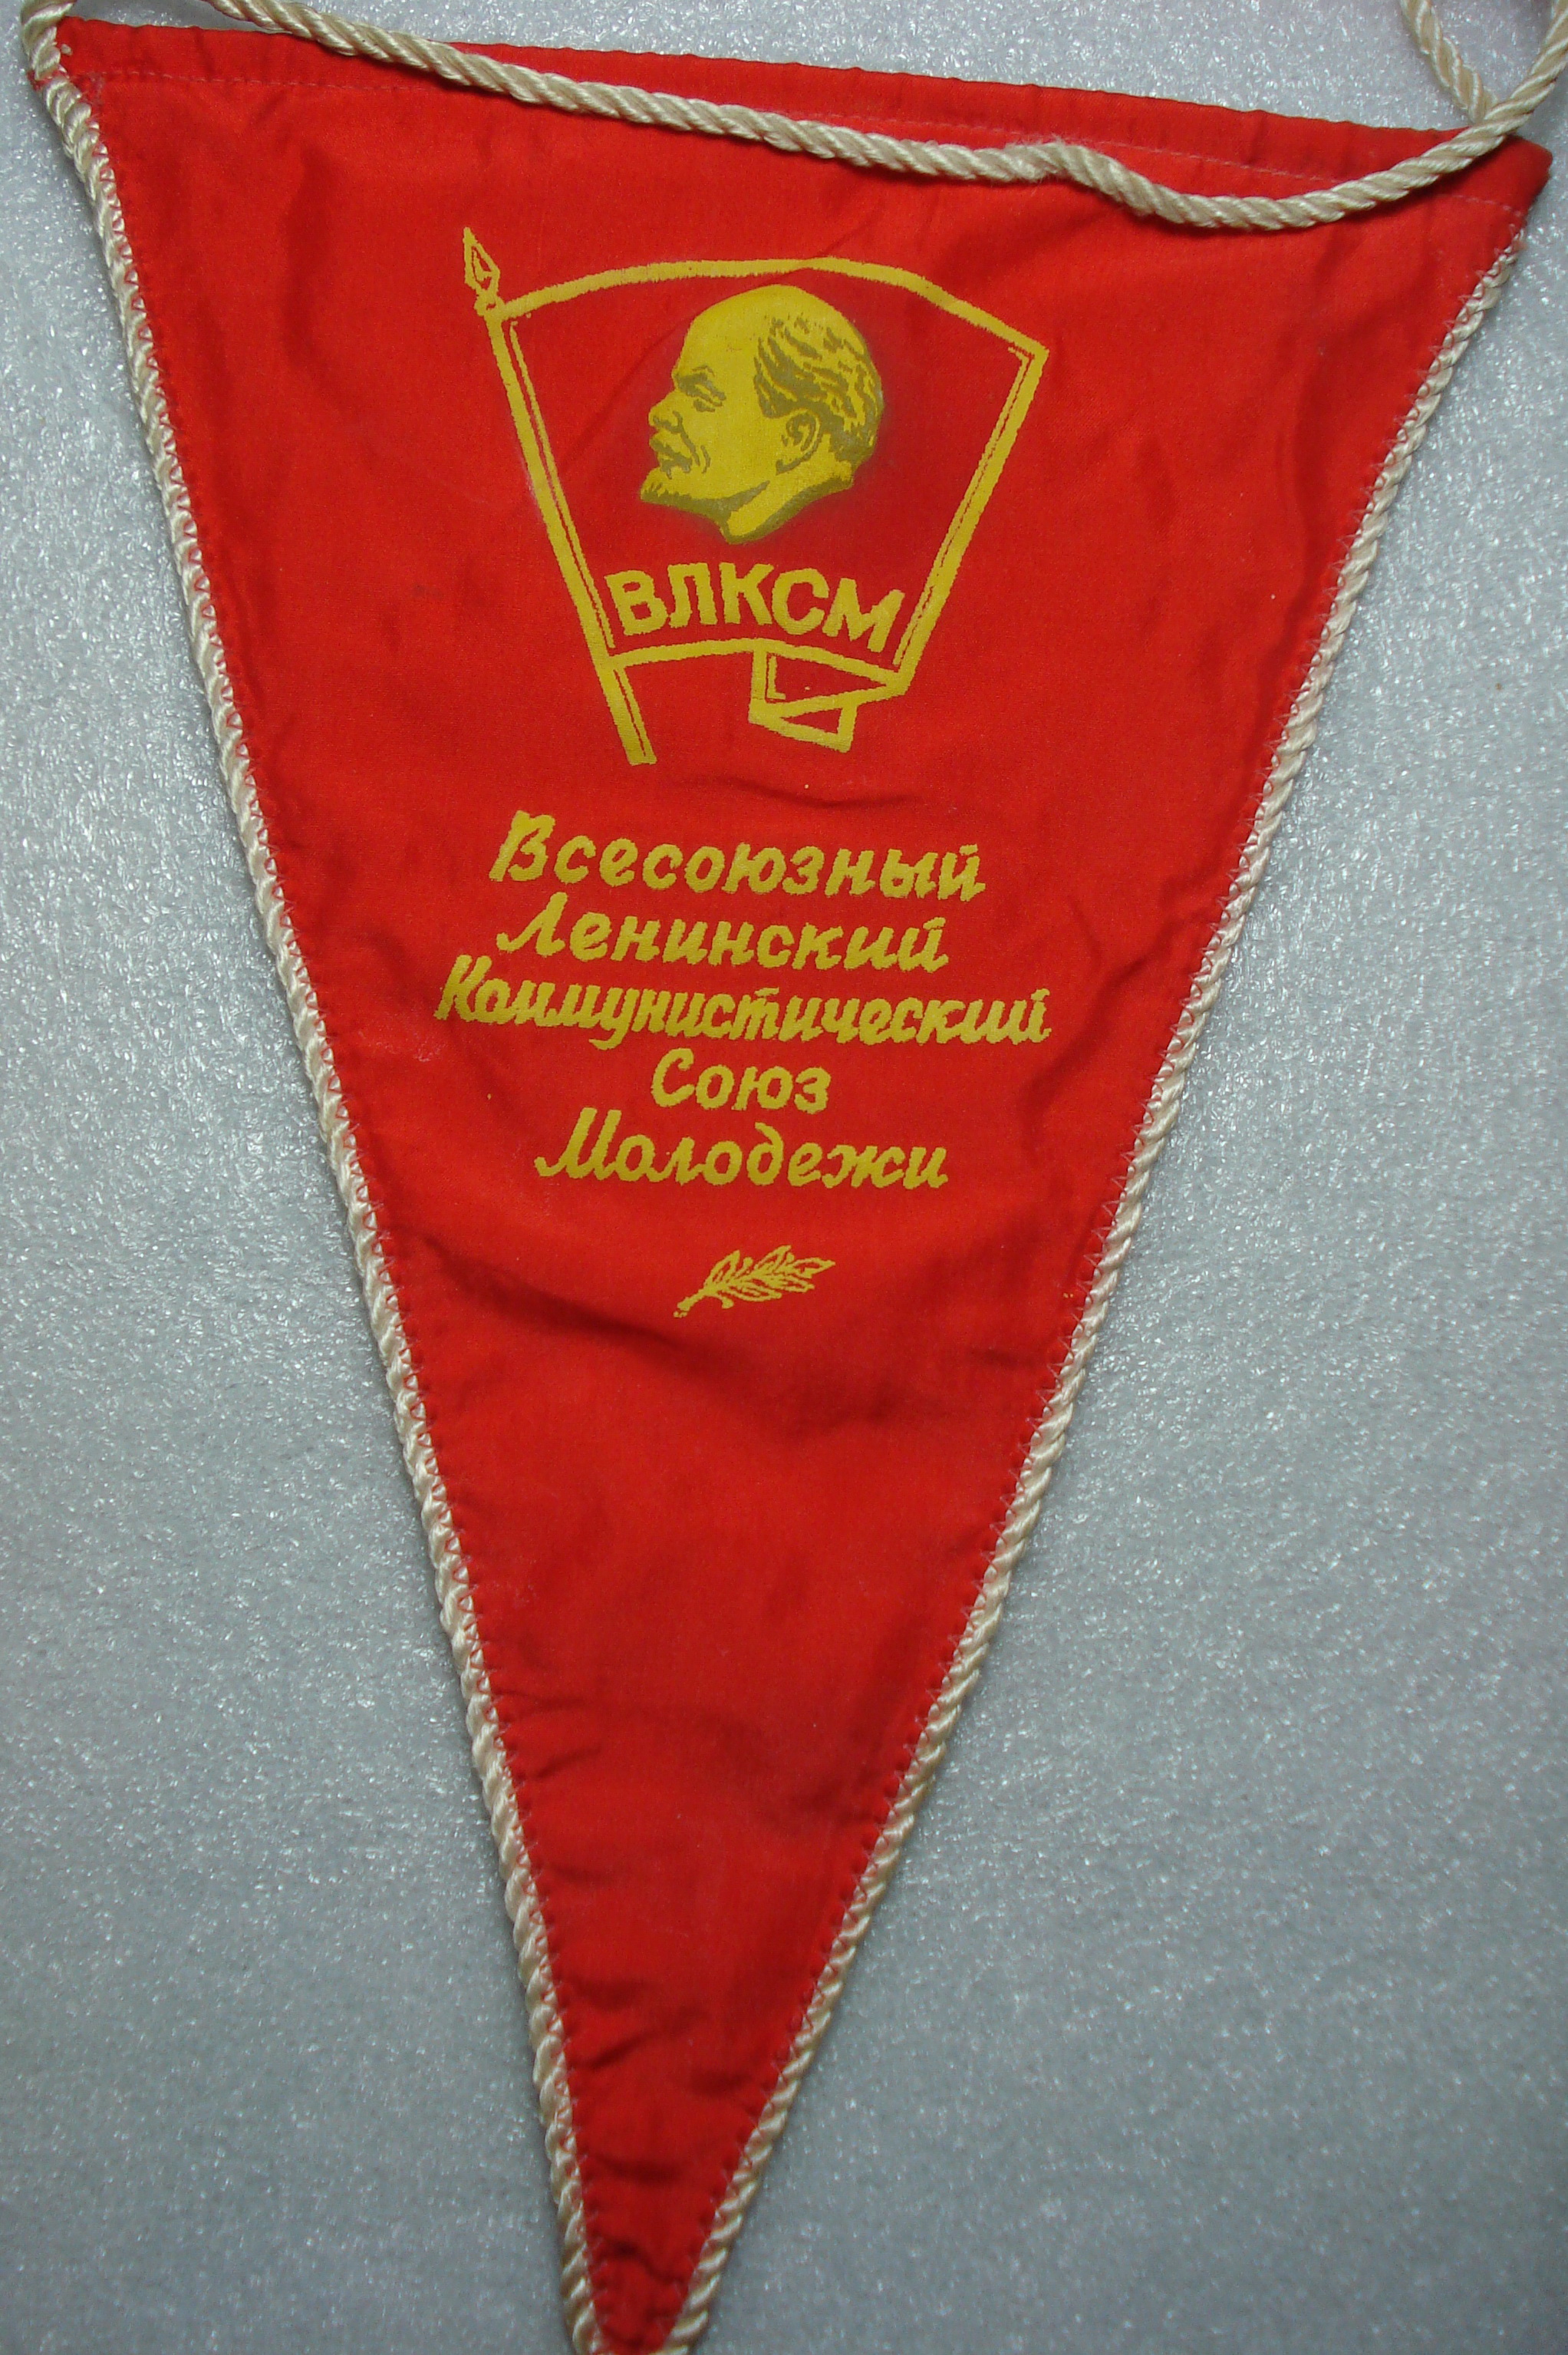 ВЛКСМ
Всесоюзный
Ленинский
Коммунистический
Союз
Молодежи